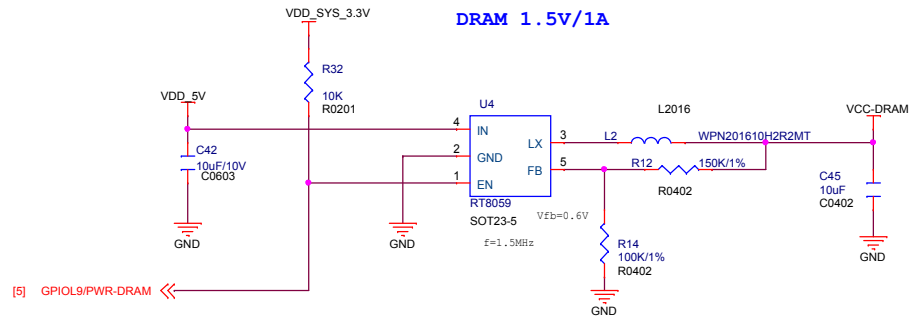 DRAM 1.5V/1A
VDD_SYS_3.3V
R32
10K
R0201
VDD_5V
C42
10uF/10V
C0603
GND
U4
4
IN
2
GND
1
EN
LX
3
FB
5
RT8059
SOT23-5
f=1.5MHz
Vfb=0.6V
GND
L2016
L2
WPN201610H2R2MT
R12
150K/1%
R0402
R14
100K/1%
R0402
GND
VCC-DRAM
C45
10uF
C0402
GND
[5] GPIOL9/PWR-DRAM